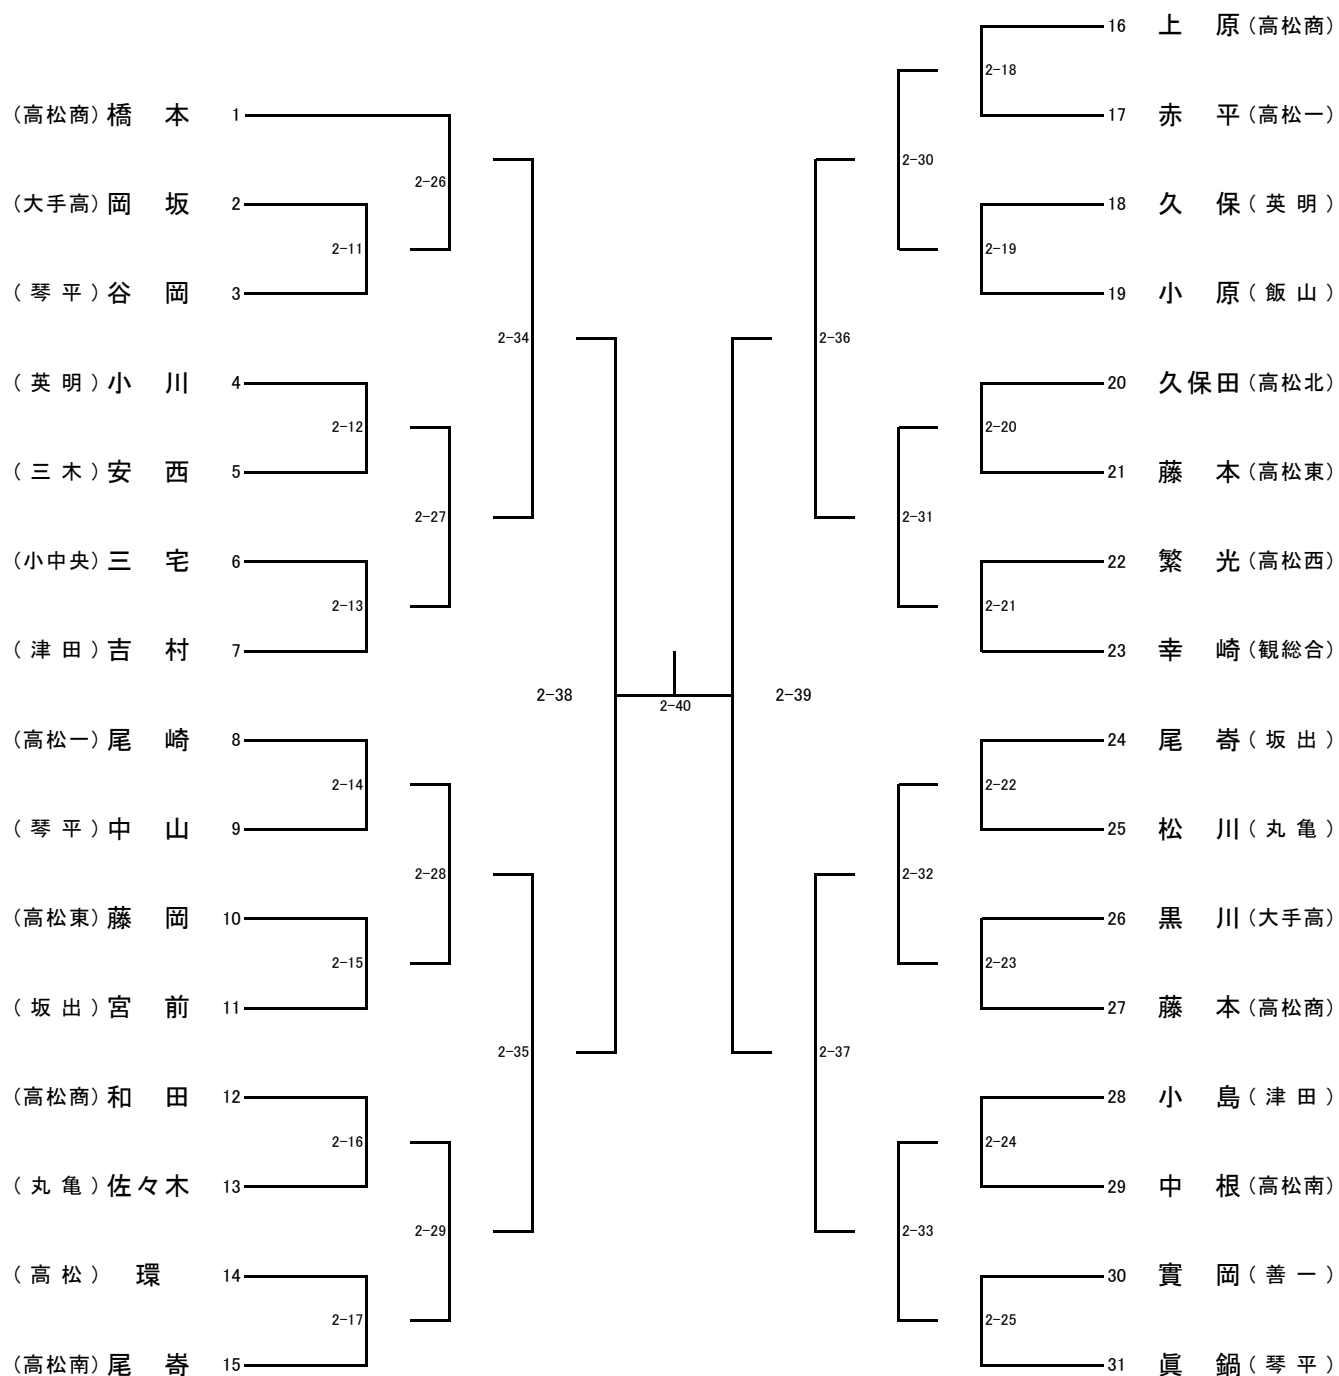 (高松商) 橋 本 1
(大手高) 岡 坂 2
(琴平) 谷 岡 3
(英明) 小 川 4
(三木) 安 西 5
(小中央) 三 宅 6
(津田) 吉 村 7
(高松一) 尾 崎 8
(琴平) 中 山 9
(高松東) 藤 岡 10
(坂出) 宮 前 11
(高松商) 和 田 12
(丸亀) 佐々木 13
(高松) 環 14
(高松南) 尾 嵜 15
2-11
2-12
2-13
2-14
2-15
2-16
2-17
2-26
2-27
2-28
2-29
2-34
2-35
2-38
2-40
2-39
2-36
2-37
2-30
2-31
2-32
2-33
2-18
2-19
2-20
2-21
2-22
2-23
2-24
2-25
16 上 原 (高松商)
17 赤 平 (高松一)
18 久 保 (英明)
19 小 原 (飯山)
20 久保田 (高松北)
21 藤 本 (高松東)
22 繁 光 (高松西)
23 幸 崎 (観総合)
24 尾 嵜 (坂出)
25 松 川 (丸亀)
26 黒 川 (大手高)
27 藤 本 (高松商)
28 小 島 (津田)
29 中 根 (高松南)
30 實 岡 (善一)
31 眞 鍋 (琴平)